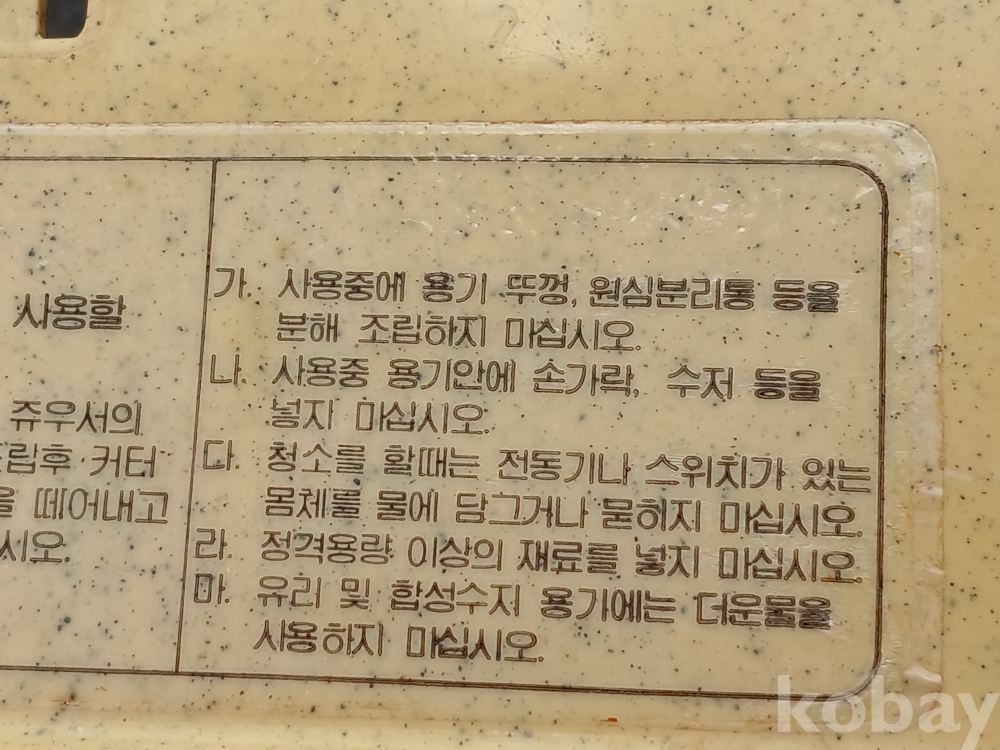 사용할
쥬우서의
립후 커터
을 떼어내고
시오.
가. 사용중에 용기 뚜껑, 원심분리통 등을
분해 조립하지 마십시오.
나. 사용중 용기안에 손가락, 수저 등을
넣지 마십시오.
다. 청소를 할때는 전동기나 스위치가 있는
몸체를 물에 담그거나 묻히지 마십시오.
라. 정격용량 이상의 재료를 넣지 마십시오.
마. 유리 및 합성수지 용기에는 더운물을
사용하지 마십시오.
kobay